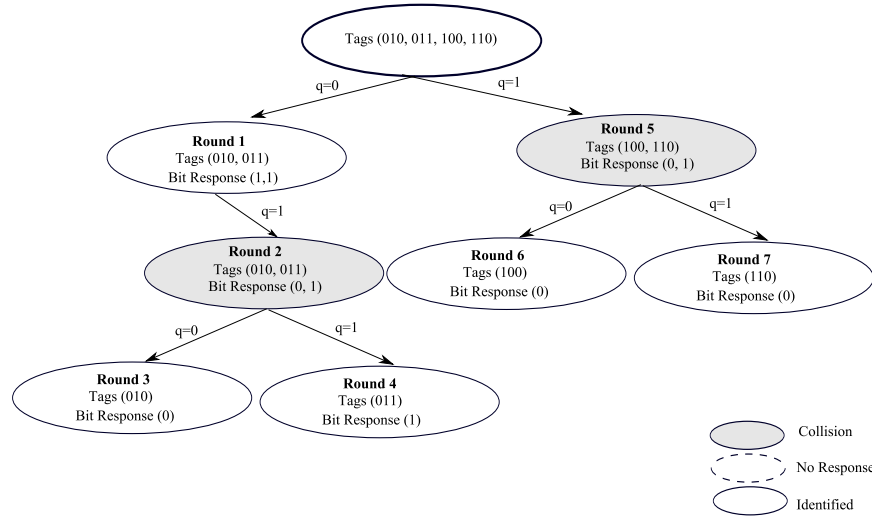 Tags (010, 011, 100, 110)
q=0
q=1
Round 1
Tags (010, 011)
Bit Response (1,1)
Round 5
Tags (100, 110)
Bit Response (0, 1)
q=1
q=0
q=1
Round 2
Tags (010, 011)
Bit Response (0, 1)
Round 6
Tags (100)
Bit Response (0)
Round 7
Tags (110)
Bit Response (0)
q=0
q=1
Round 3
Tags (010)
Bit Response (0)
Round 4
Tags (011)
Bit Response (1)
Collision
No Response
Identified